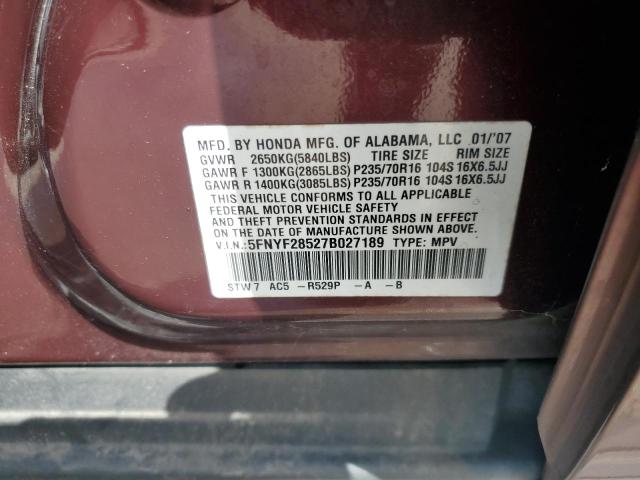 MFD. BY HONDA MFG. OF ALABAMA, LLC 01/'07
GVWR 2650KG(5840LBS) TIRE SIZE RIM SIZE
GAWR F 1300KG(2865LBS) P235/70R16 104S 16X6.5JJ
GAWR R 1400KG(3085LBS) P235/70R16 104S 16X6.5JJ
THIS VEHICLE CONFORMS TO ALL APPLICABLE
FEDERAL MOTOR VEHICLE SAFETY
AND THEFT PREVENTION STANDARDS IN EFFECT
ON THE DATE OF MANUFACTURE SHOWN ABOVE.
V.I.N.: 5FNYF28527B027189 TYPE: MPV
STW7 AC5 -R529P -A -B